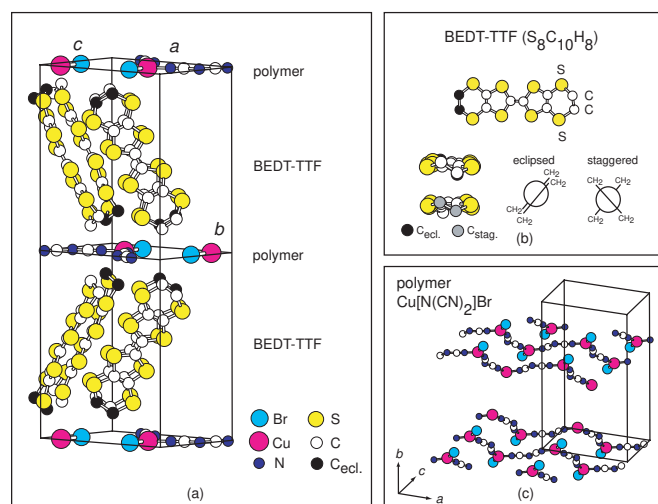 c
a
polymer
BEDT-TTF
b
polymer
BEDT-TTF
Br
S
Cu
C
N
Cecl.
(a)
BEDT-TTF (S8C10H8)
S
C
C
S
eclipsed
staggered
CH2
CH2
CH2
CH2
CH2
CH2
CH2
CH2
Cecl.
Cstag.
(b)
polymer
Cu[N(CN)2]Br
b
c
a
(c)